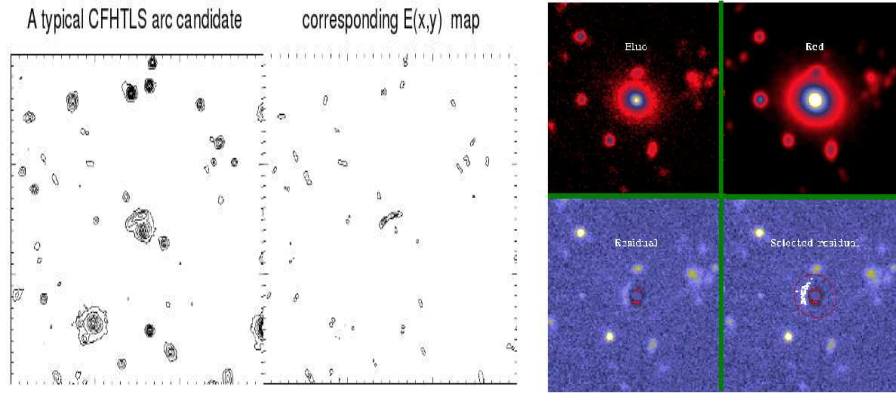 A typical CFHTLS arc candidate
corresponding E(x,y) map
Blue
Red
Residual
Selected residual